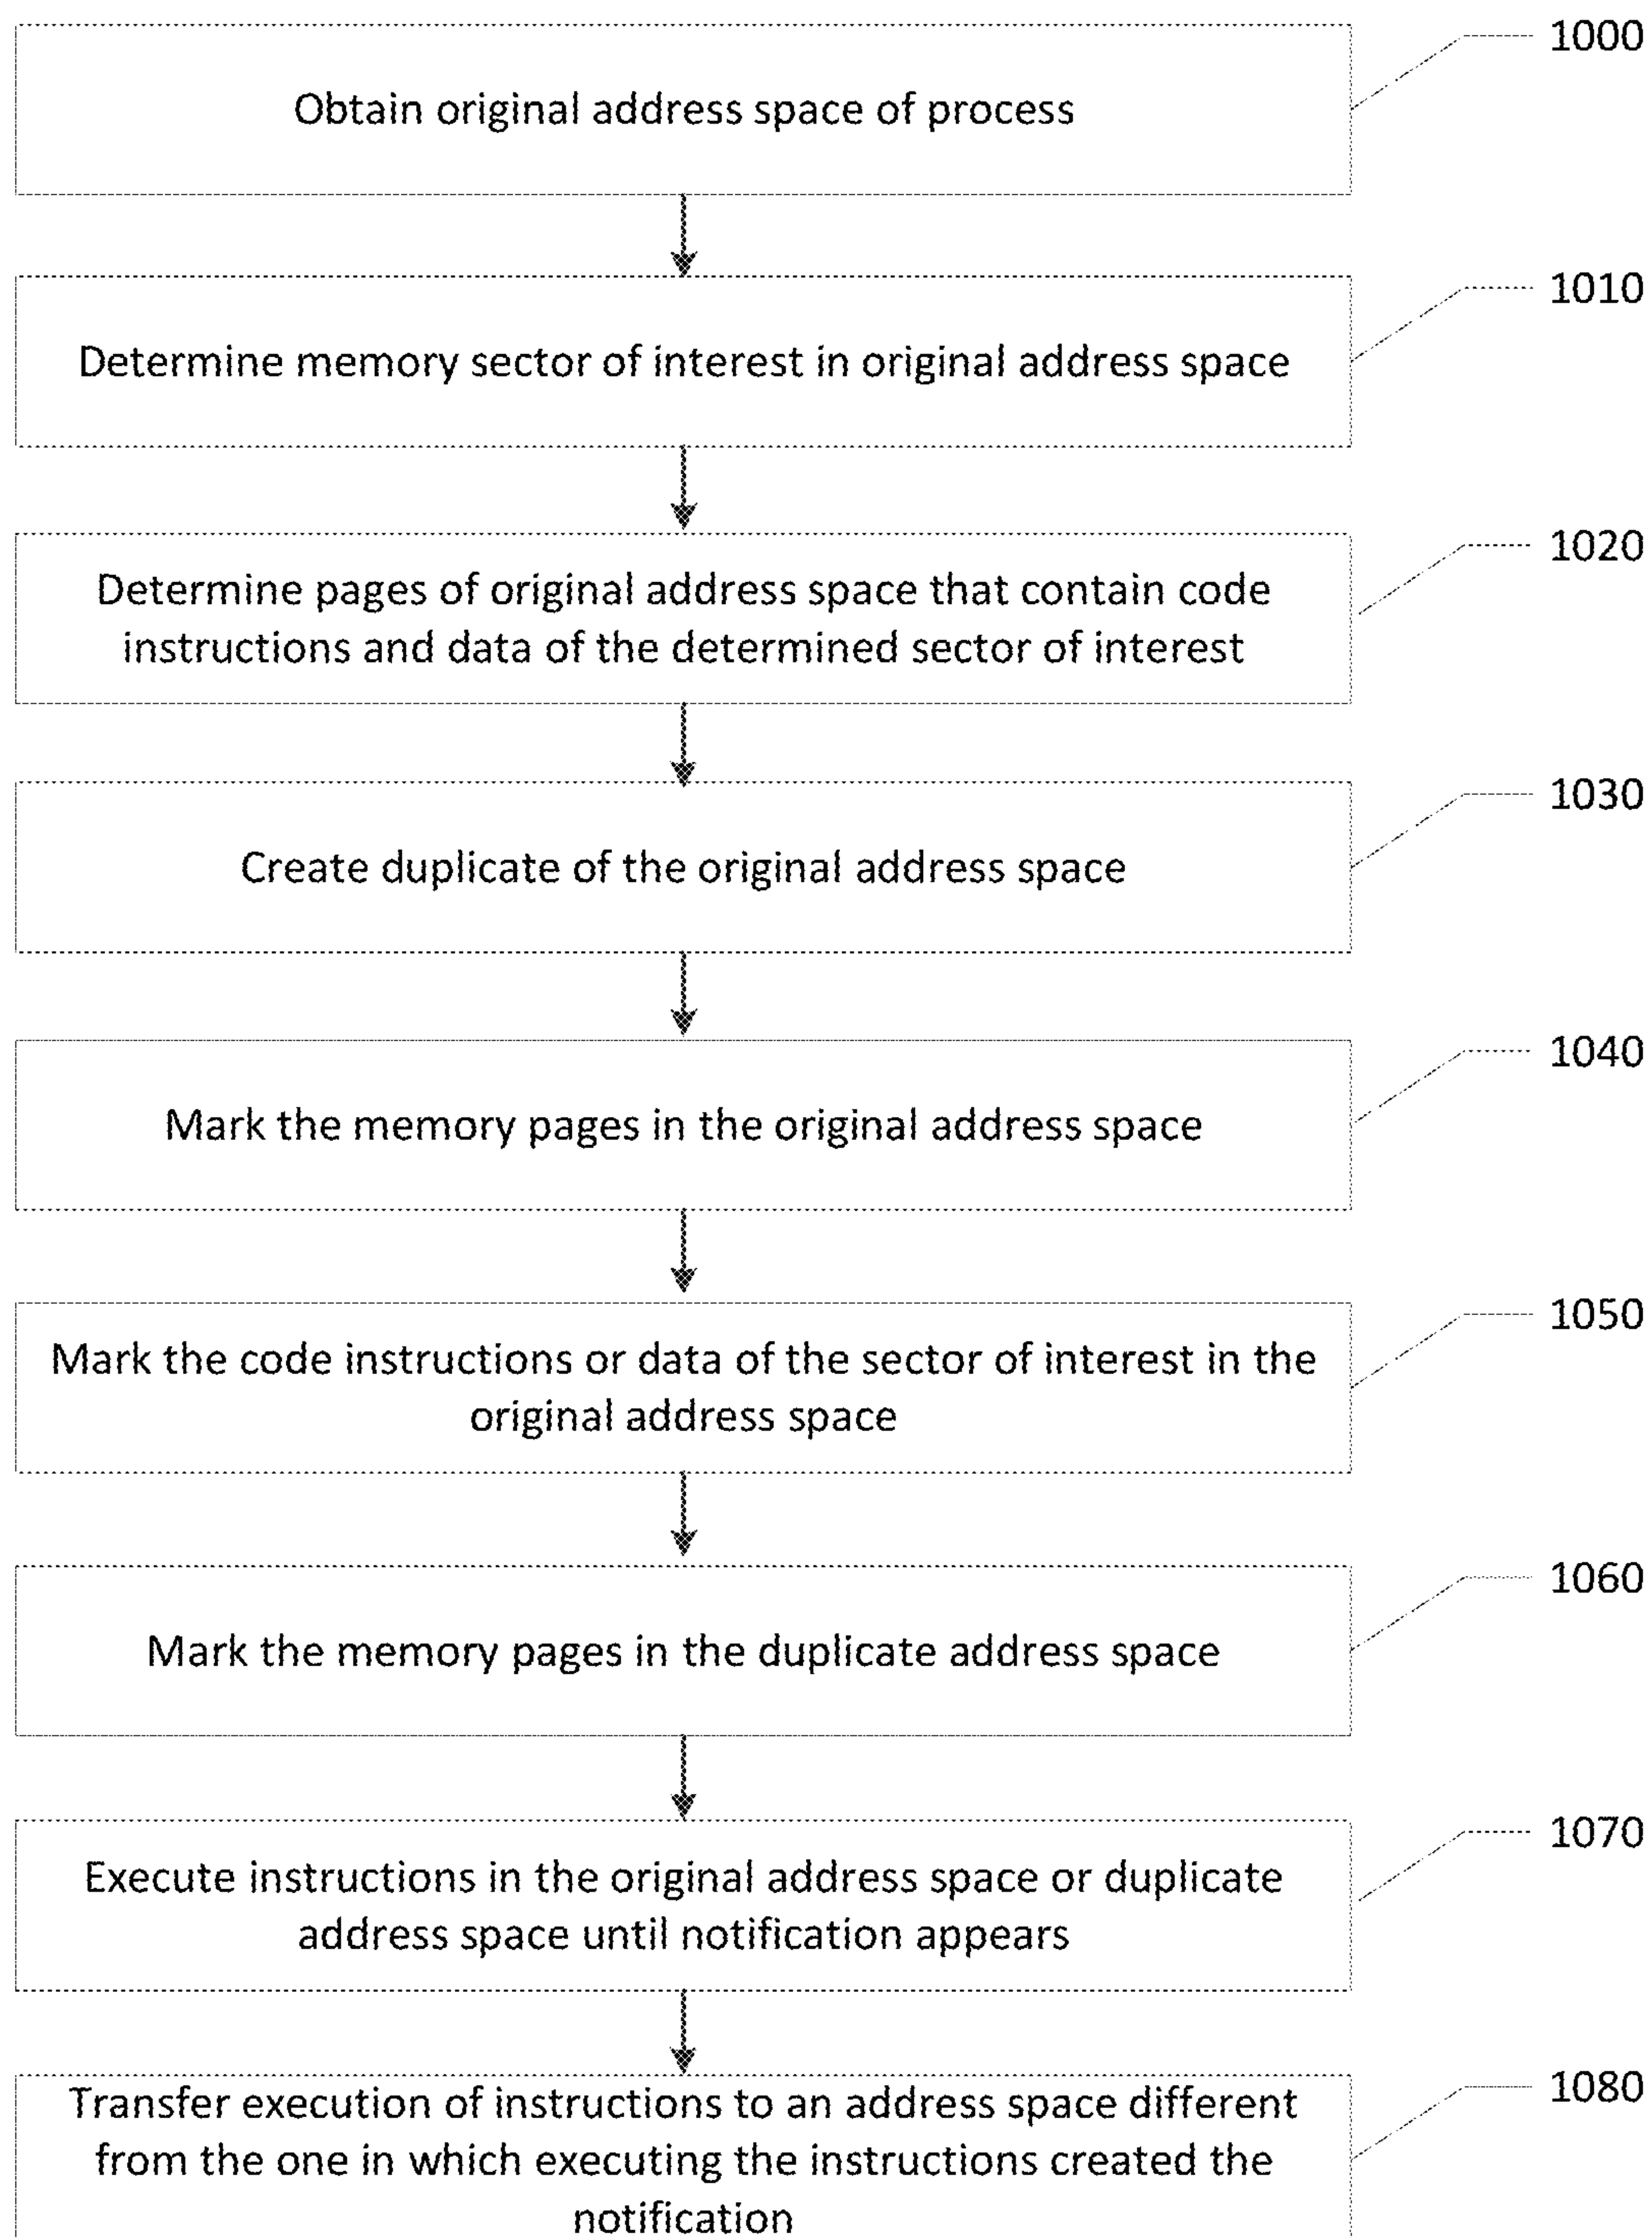 1000
Obtain original address space of process
1010
Determine memory sector of interest in original address space
1020
Determine pages of original address space that contain code
instructions and data of the determined sector of interest
1030
Create duplicate of the original address space
1040
Mark the memory pages in the original address space
1050
Mark the code instructions or data of the sector of interest in the
original address space
1060
Mark the memory pages in the duplicate address space
1070
Execute instructions in the original address space or duplicate
address space until notification appears
1080
Transfer execution of instructions to an address space different
from the one in which executing the instructions created the
notification